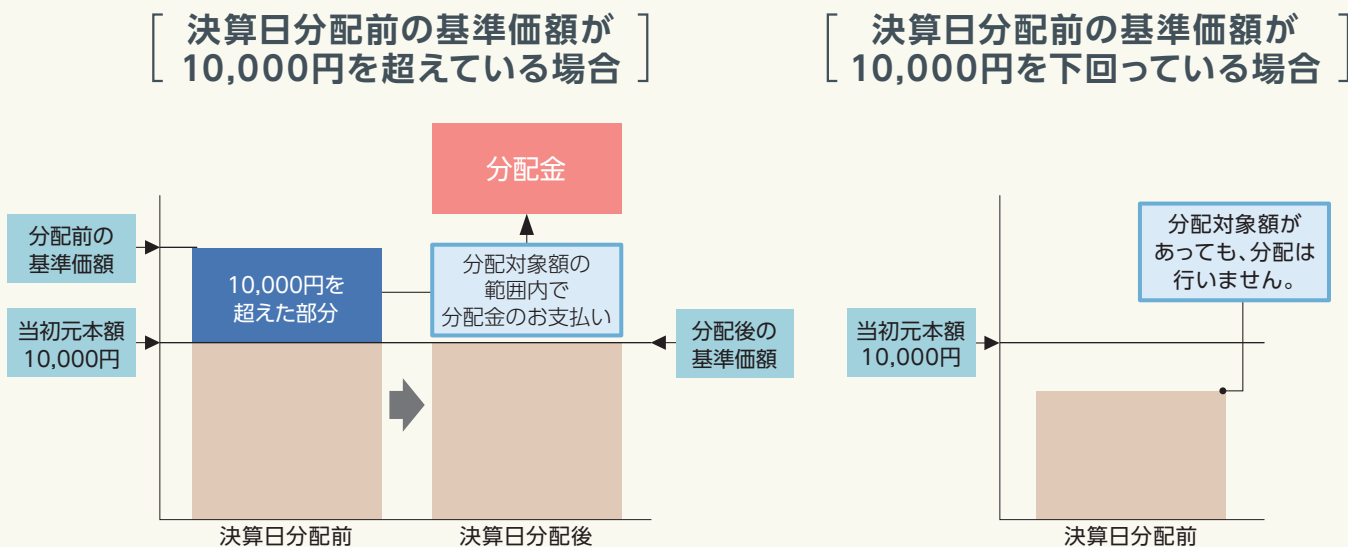 決算日分配前の基準価額が
10,000円を超えている場合
分配金
分配前の
基準価額
10,000円を
超えた部分
分配対象額の
範囲内で
分配金のお支払い
当初元本額
10,000円
分配後の
基準価額
決算日分配前
決算日分配後
決算日分配前の基準価額が
10,000円を下回っている場合
分配対象額が
あっても、分配は
行いません。
当初元本額
10,000円
決算日分配前